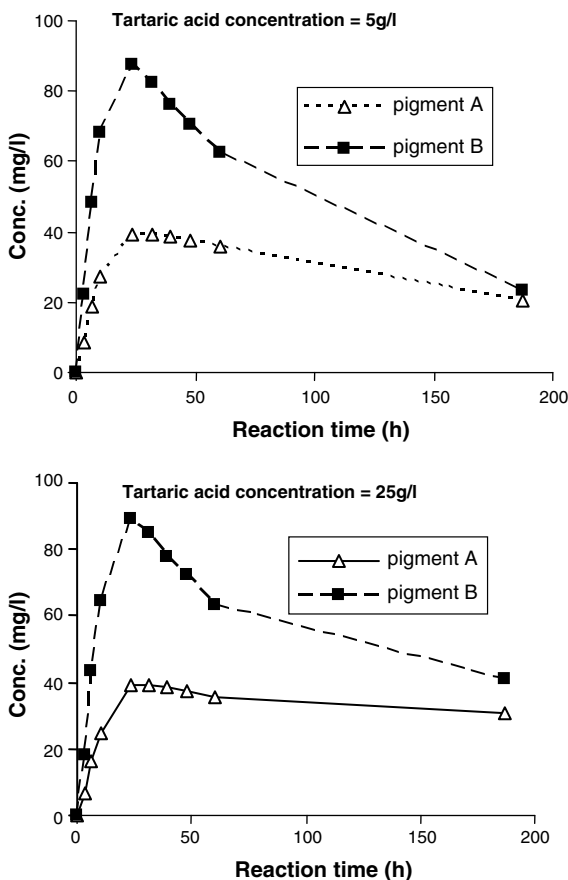 Tartaric acid concentration = 5g/l
100
80
60
40
20
0
Conc. (mg/l)
pigment A
pigment B
0 50 100 150 200
Reaction time (h)
Tartaric acid concentration = 25g/l
100
80
60
40
20
0
Conc. (mg/l)
pigment A
pigment B
0 50 100 150 200
Reaction time (h)